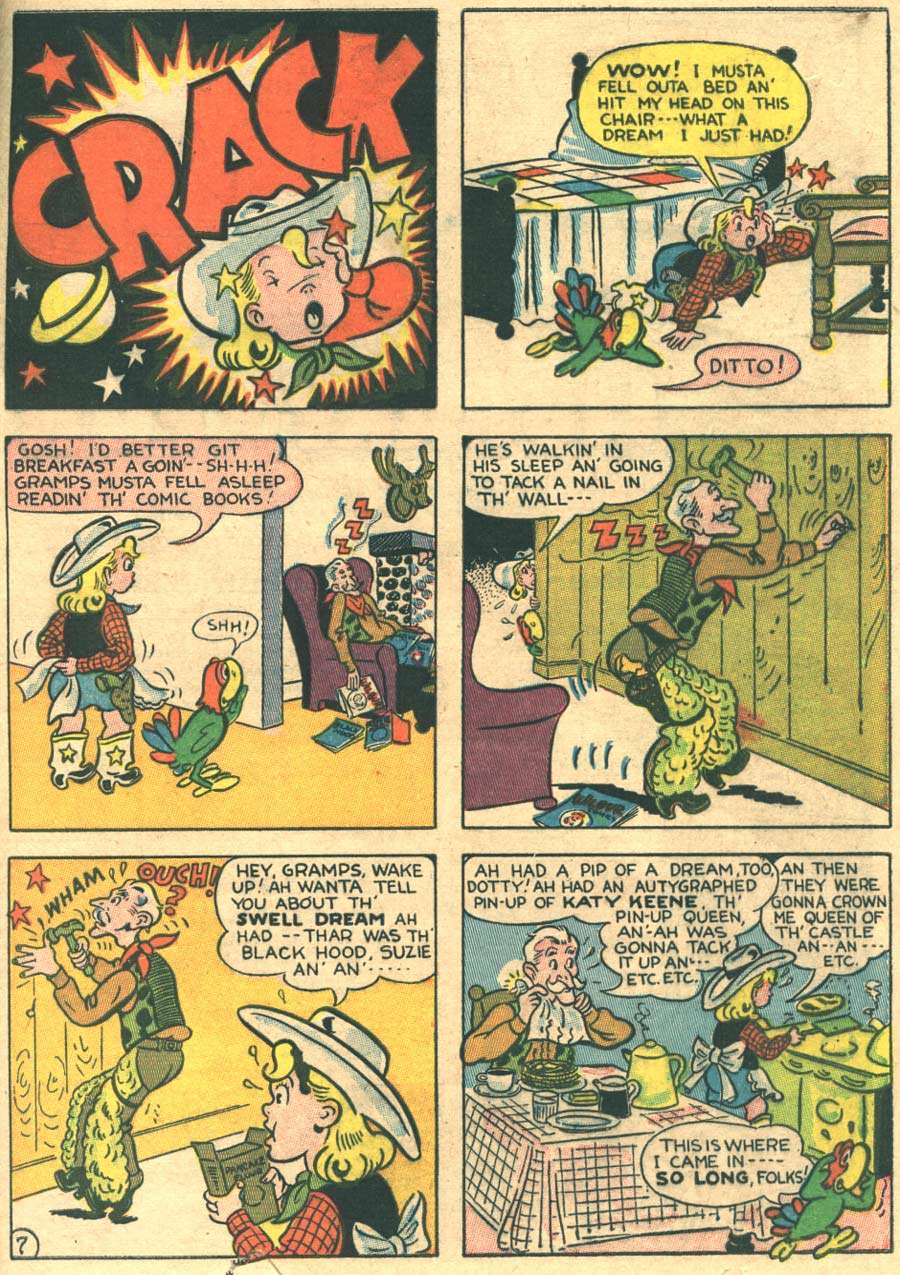 CRACK
WOW! I MUSTA
FELL OUTA BED AN'
HIT MY HEAD ON THIS
CHAIR---WHAT A
DREAM I JUST HAD!
DITTO!
GOSH! I'D BETTER GIT
BREAKFAST A GOIN'--SH-H-H!
GRAMPS MUSTA FELL ASLEEP
READIN' TH' COMIC BOOKS!
SHH!
Z
Z
Z
HE'S WALKIN' IN
HIS SLEEP AN' GOING
TO TACK A NAIL IN
TH' WALL---
Z Z Z
WILBUR
WHAM
OUCH!
?
HEY, GRAMPS, WAKE
UP! AH WANTA TELL
YOU ABOUT TH'
SWELL DREAM AH
HAD --THAR WAS TH'
BLACK HOOD, SUZIE
AN' AN'-----
7
AH HAD A PIP OF A DREAM, TOO,
DOTTY! AH HAD AN AUTYGRAPHED
PIN-UP OF KATY KEENE, TH'
PIN-UP QUEEN,
AN'-AH WAS
GONNA TACK
IT UP AN'---
ETC. ETC.
AN THEN
THEY WERE
GONNA CROWN
ME QUEEN OF
TH' CASTLE
AN--AN---
ETC.
THIS IS WHERE
I CAME IN----
SO LONG, FOLKS!